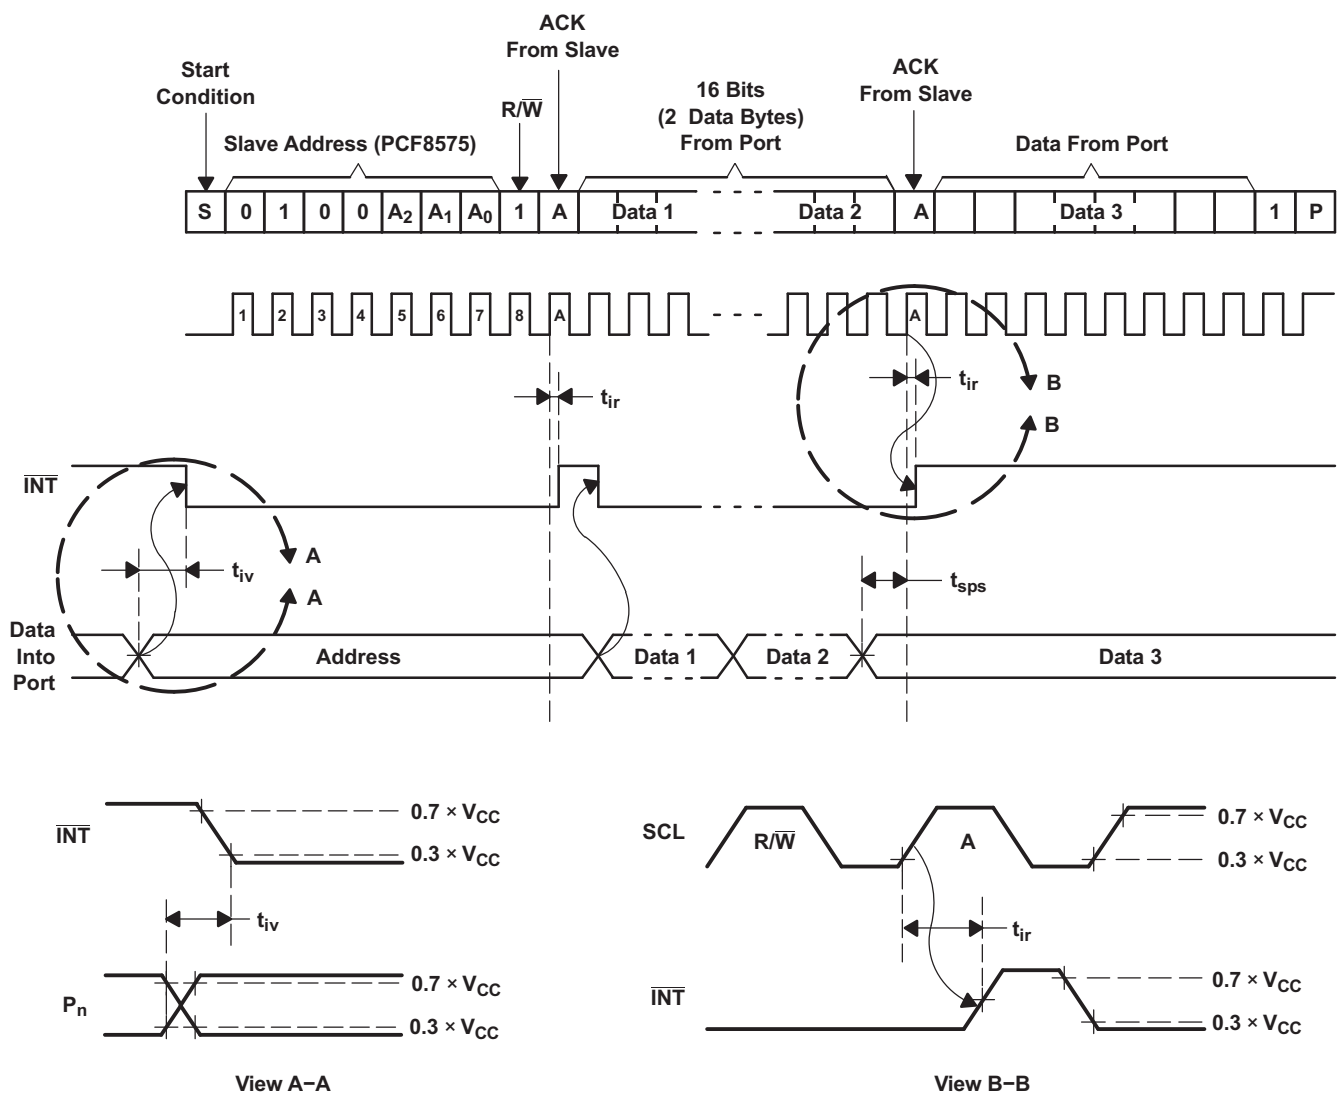 ACK
From Slave
Start
Condition
R/W
ACK
From Slave
16 Bits
(2 Data Bytes)
From Port
Slave Address (PCF8575)
Data From Port
S 0 1 0 0 A2 A1 A0 1 A Data 1 Data 2 A Data 3 1 P
1 2 3 4 5 6 7 8 A A
tir
tir
B
B
INT
A
tiv
A
tsps
Data
Into
Port
Address
Data 1
Data 2
Data 3
INT
0.7 × VCC
0.3 × VCC
tiv
Pn
0.7 × VCC
0.3 × VCC
View A–A
SCL
R/W
A
0.7 × VCC
0.3 × VCC
tir
INT
0.7 × VCC
0.3 × VCC
View B–B